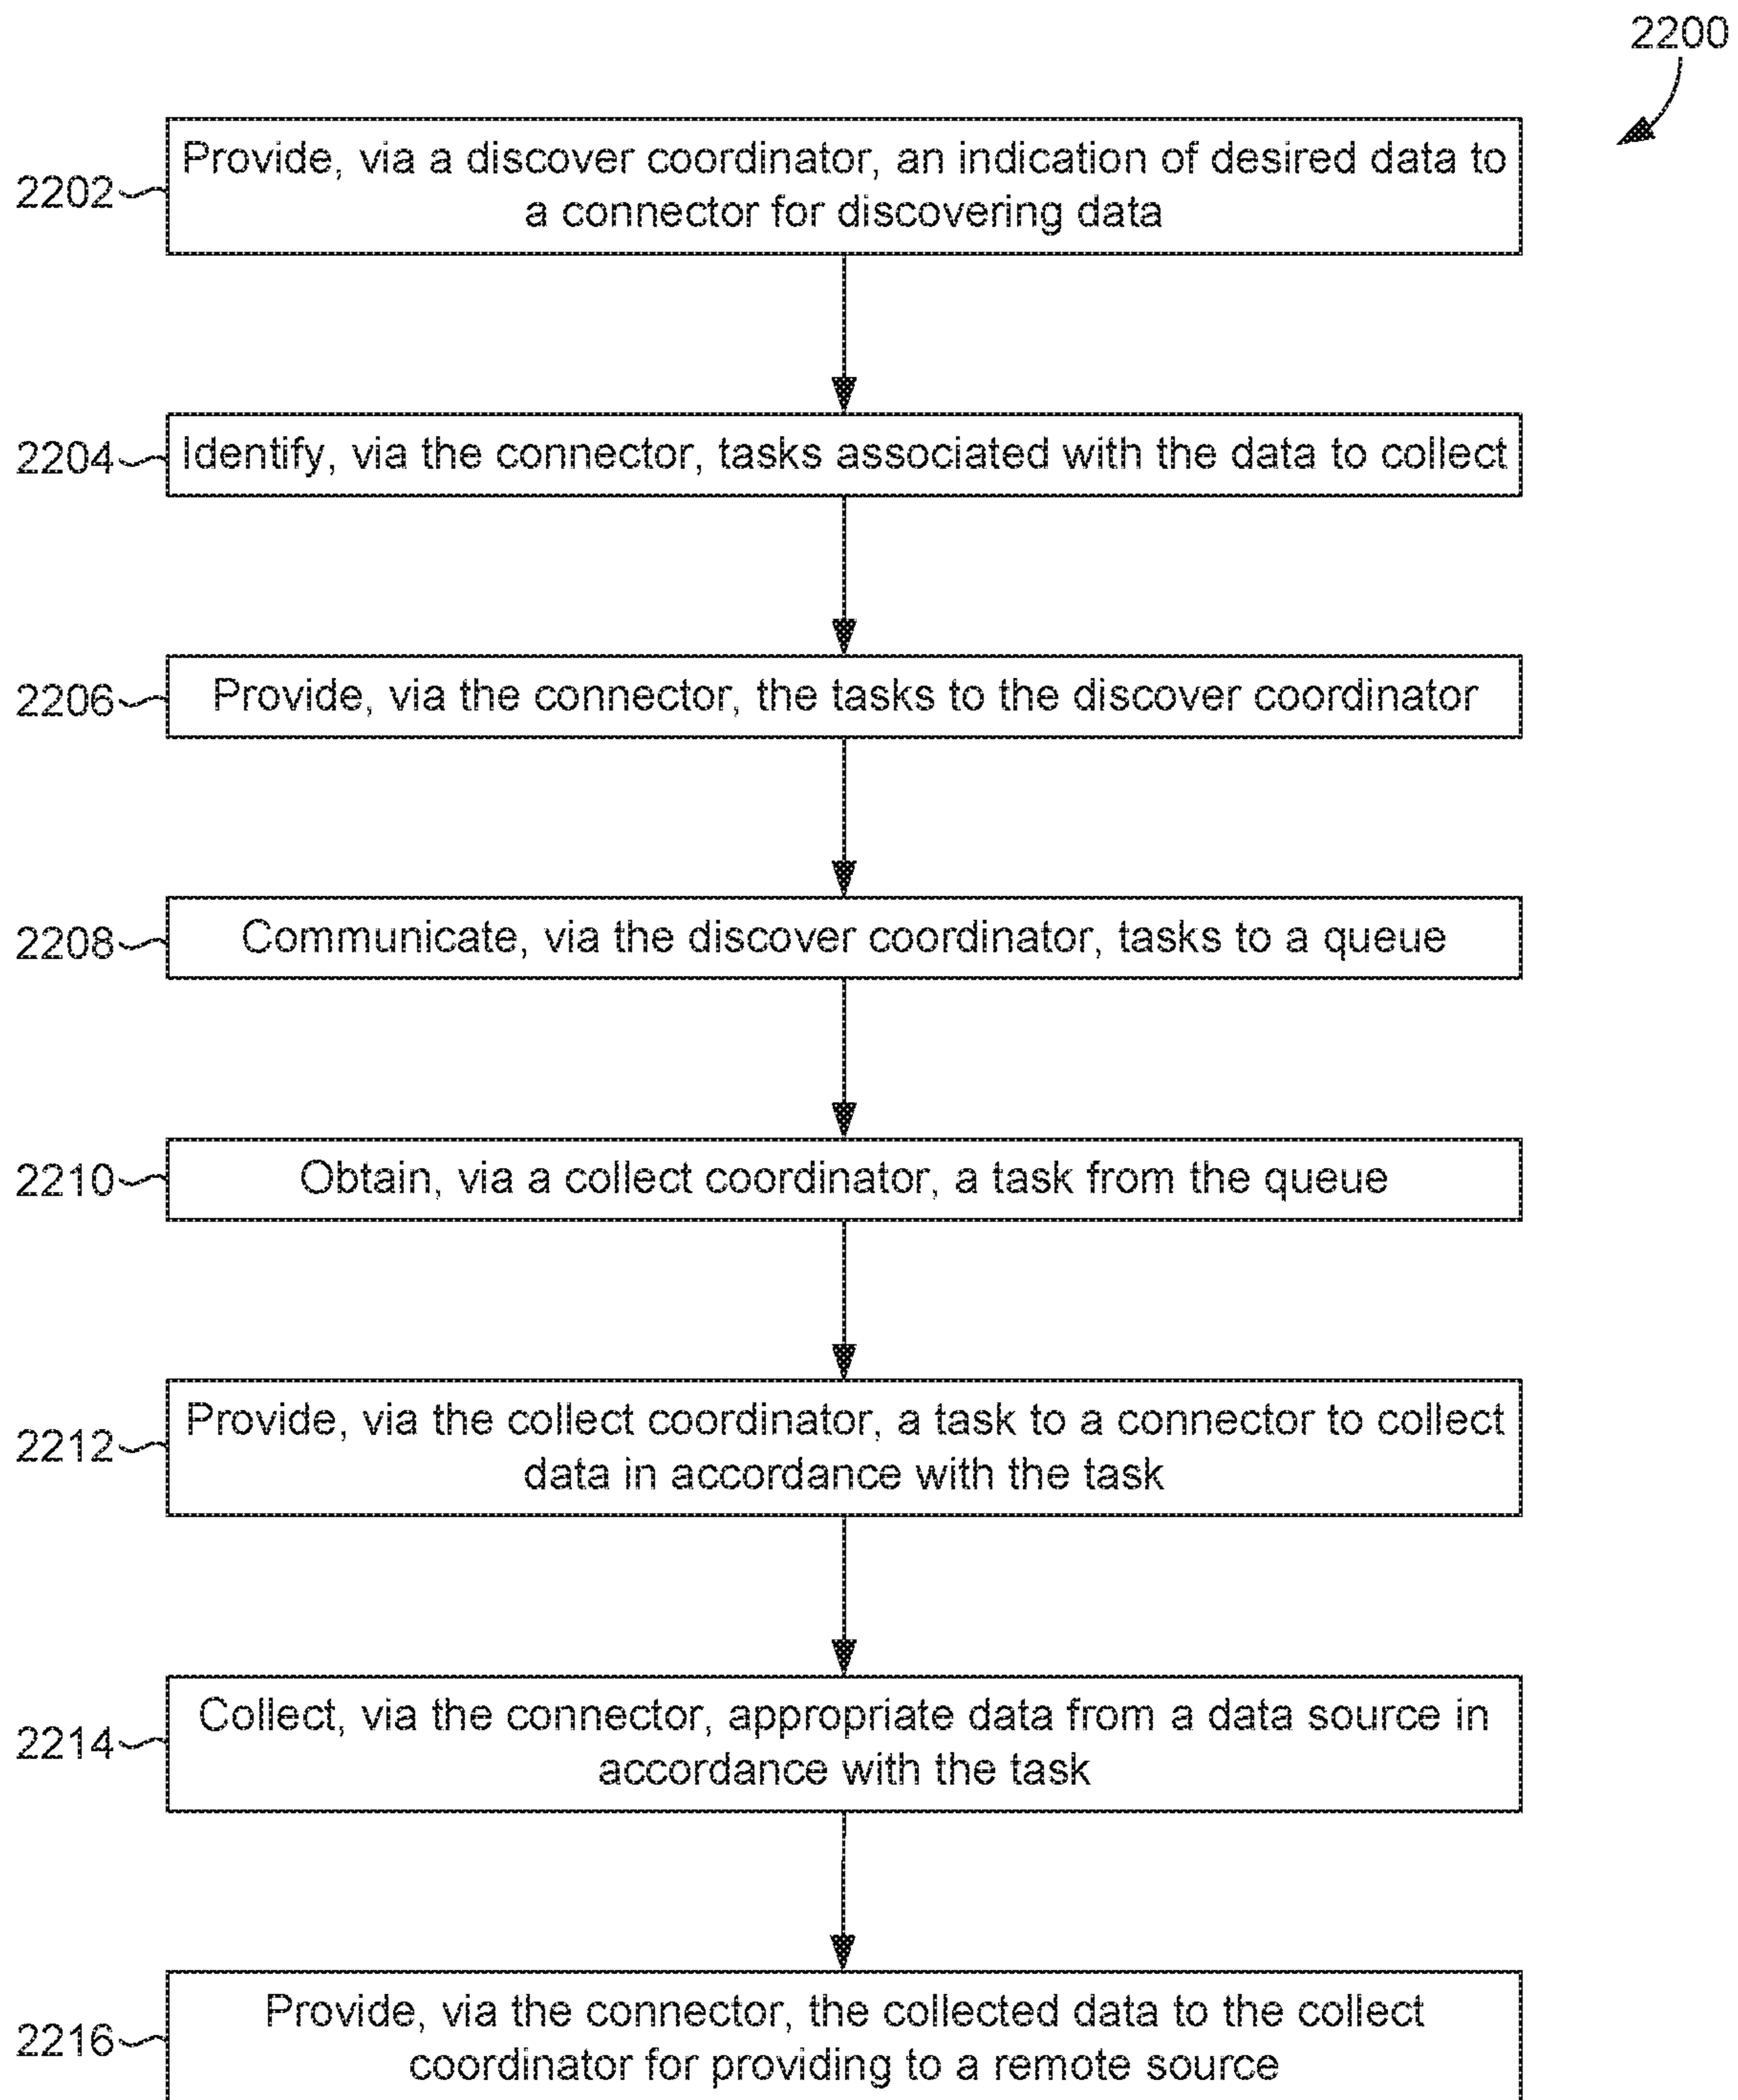 2200
2202
Provide, via a discover coordinator, an indication of desired data to
a connector for discovering data
2204
Identify, via the connector, tasks associated with the data to collect
2206
Provide, via the connector, the tasks to the discover coordinator
2208
Communicate, via the discover coordinator, tasks to a queue
2210
Obtain, via a collect coordinator, a task from the queue
2212
Provide, via the collect coordinator, a task to a connector to collect
data in accordance with the task
2214
Collect, via the connector, appropriate data from a data source in
accordance with the task
2216
Provide, via the connector, the collected data to the collect
coordinator for providing to a remote source